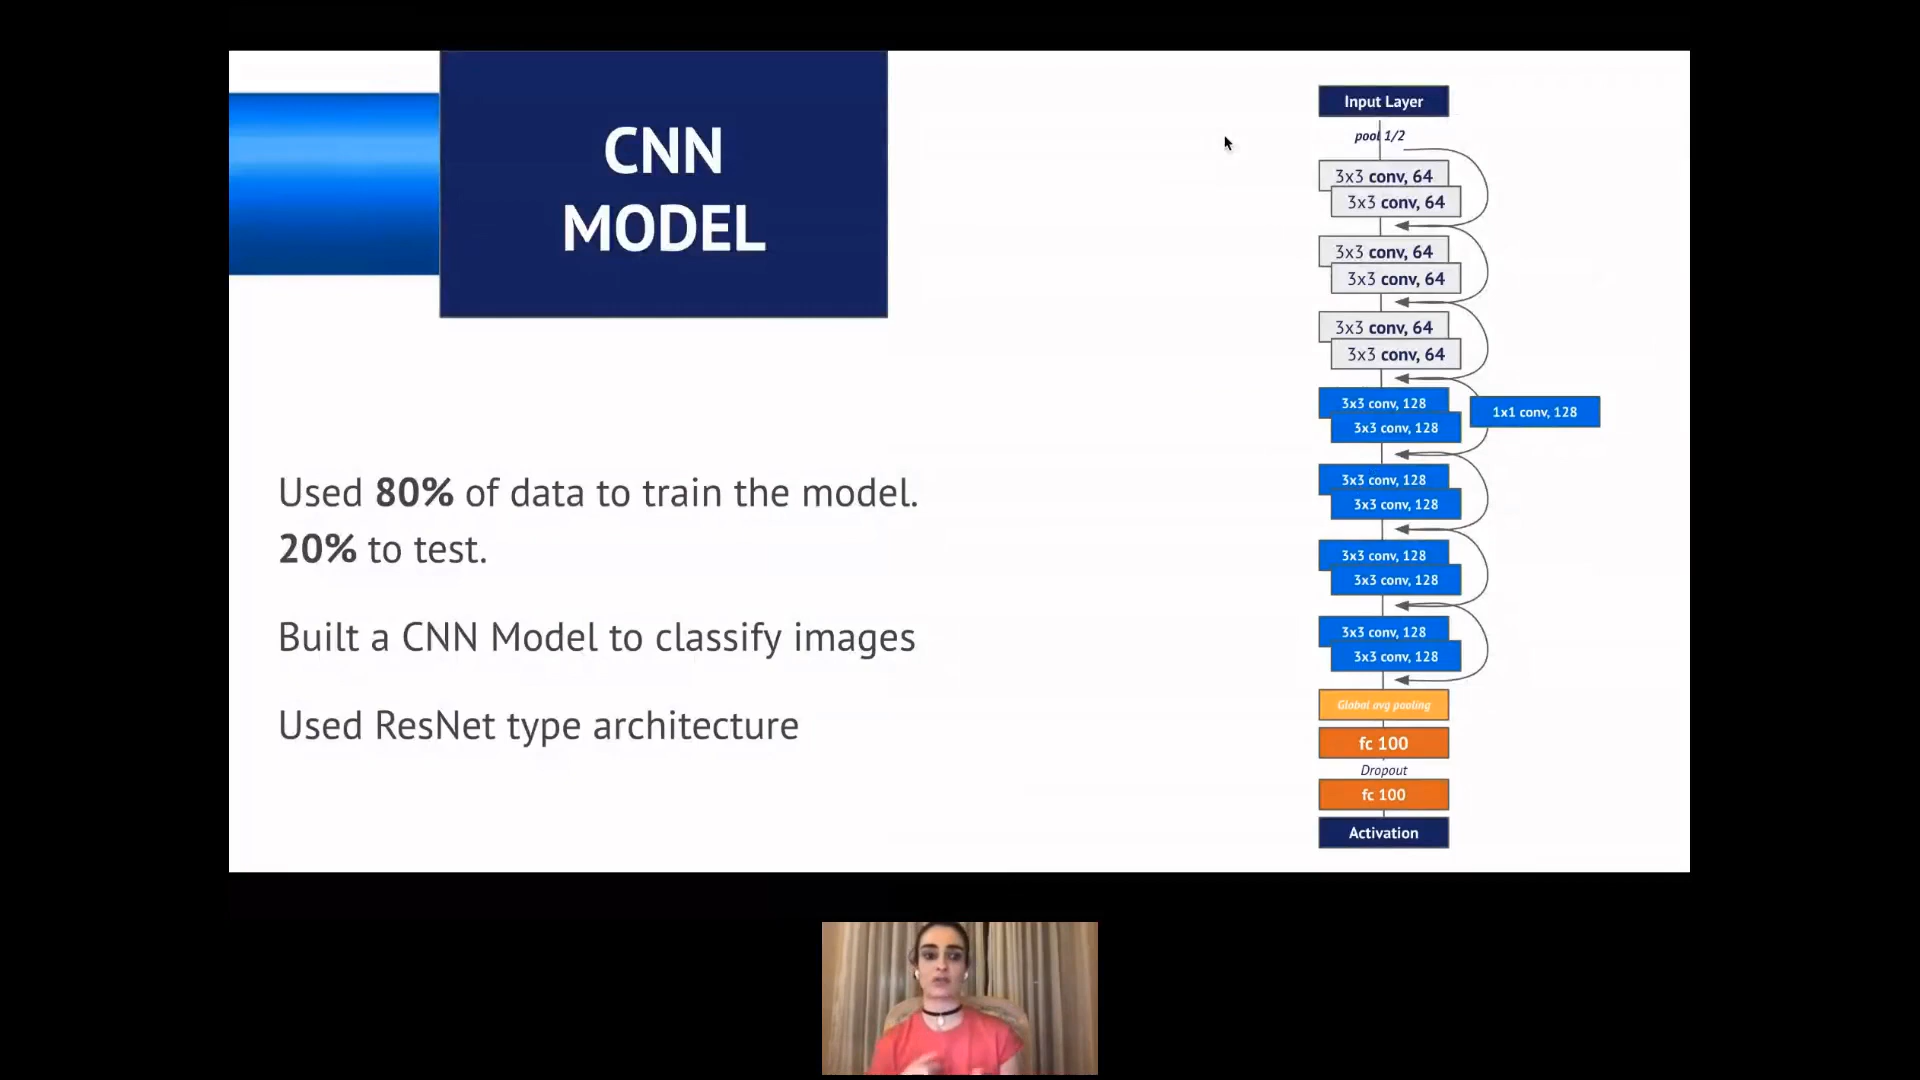 CNN
MODEL
Used 80% of data to train the model.
20% to test.
Built a CNN Model to classify images
Used ResNet type architecture
Input Layer
pool 1/2
3x3 conv, 64
3x3 conv, 64
3x3 conv, 64
3x3 conv, 64
3x3 conv, 64
3x3 conv, 64
3x3 conv, 128
1x1 conv, 128
3x3 conv, 128
3x3 conv, 128
3x3 conv, 128
3x3 conv, 128
3x3 conv, 128
3x3 conv, 128
3x3 conv, 128
Global avg pooling
fc 100
Dropout
fc 100
Activation